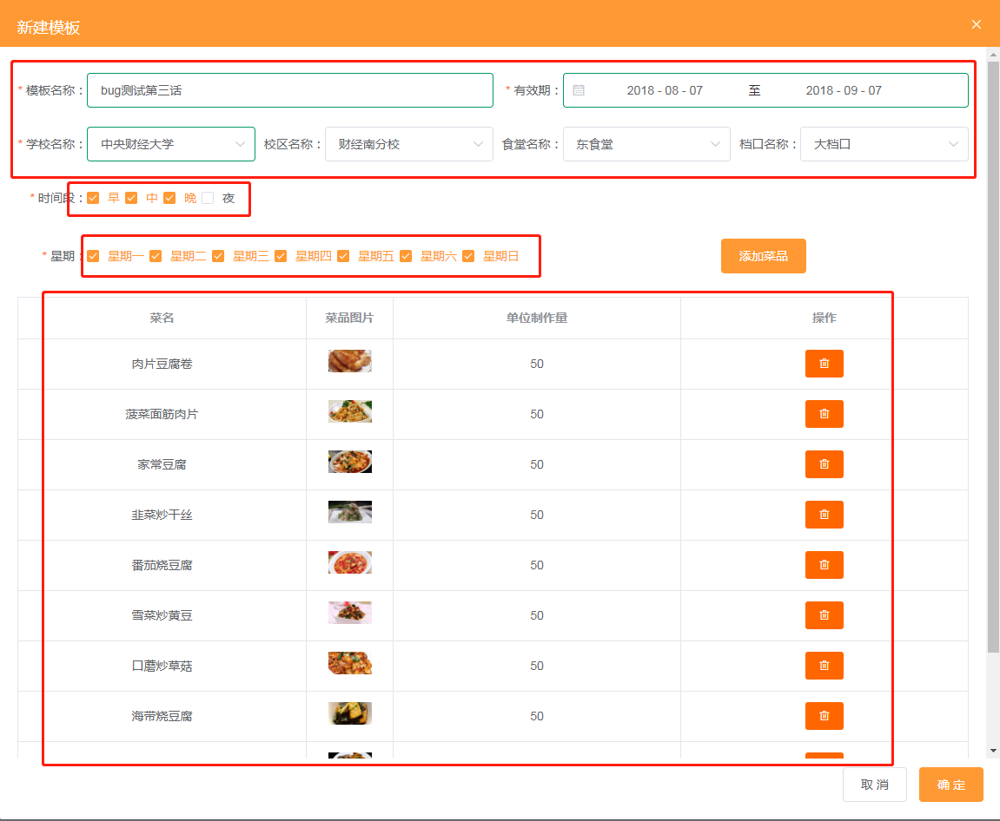 新建模板
* 模板名称： bug测试第三话 * 有效期： 2018 - 08 - 07 至 2018 - 09 - 07
* 学校名称： 中央财经大学 校区名称： 财经南分校 食堂名称： 东食堂 档口名称： 大档口
* 时间段： 早 中 晚 夜
* 星期： 星期一 星期二 星期三 星期四 星期五 星期六 星期日 添加菜品
菜名 菜品图片 单位制作量 操作
肉片豆腐卷 50
菠菜面筋肉片 50
家常豆腐 50
韭菜炒干丝 50
番茄烧豆腐 50
雪菜炒黄豆 50
口蘑炒草菇 50
海带烧豆腐 50
取 消 确 定